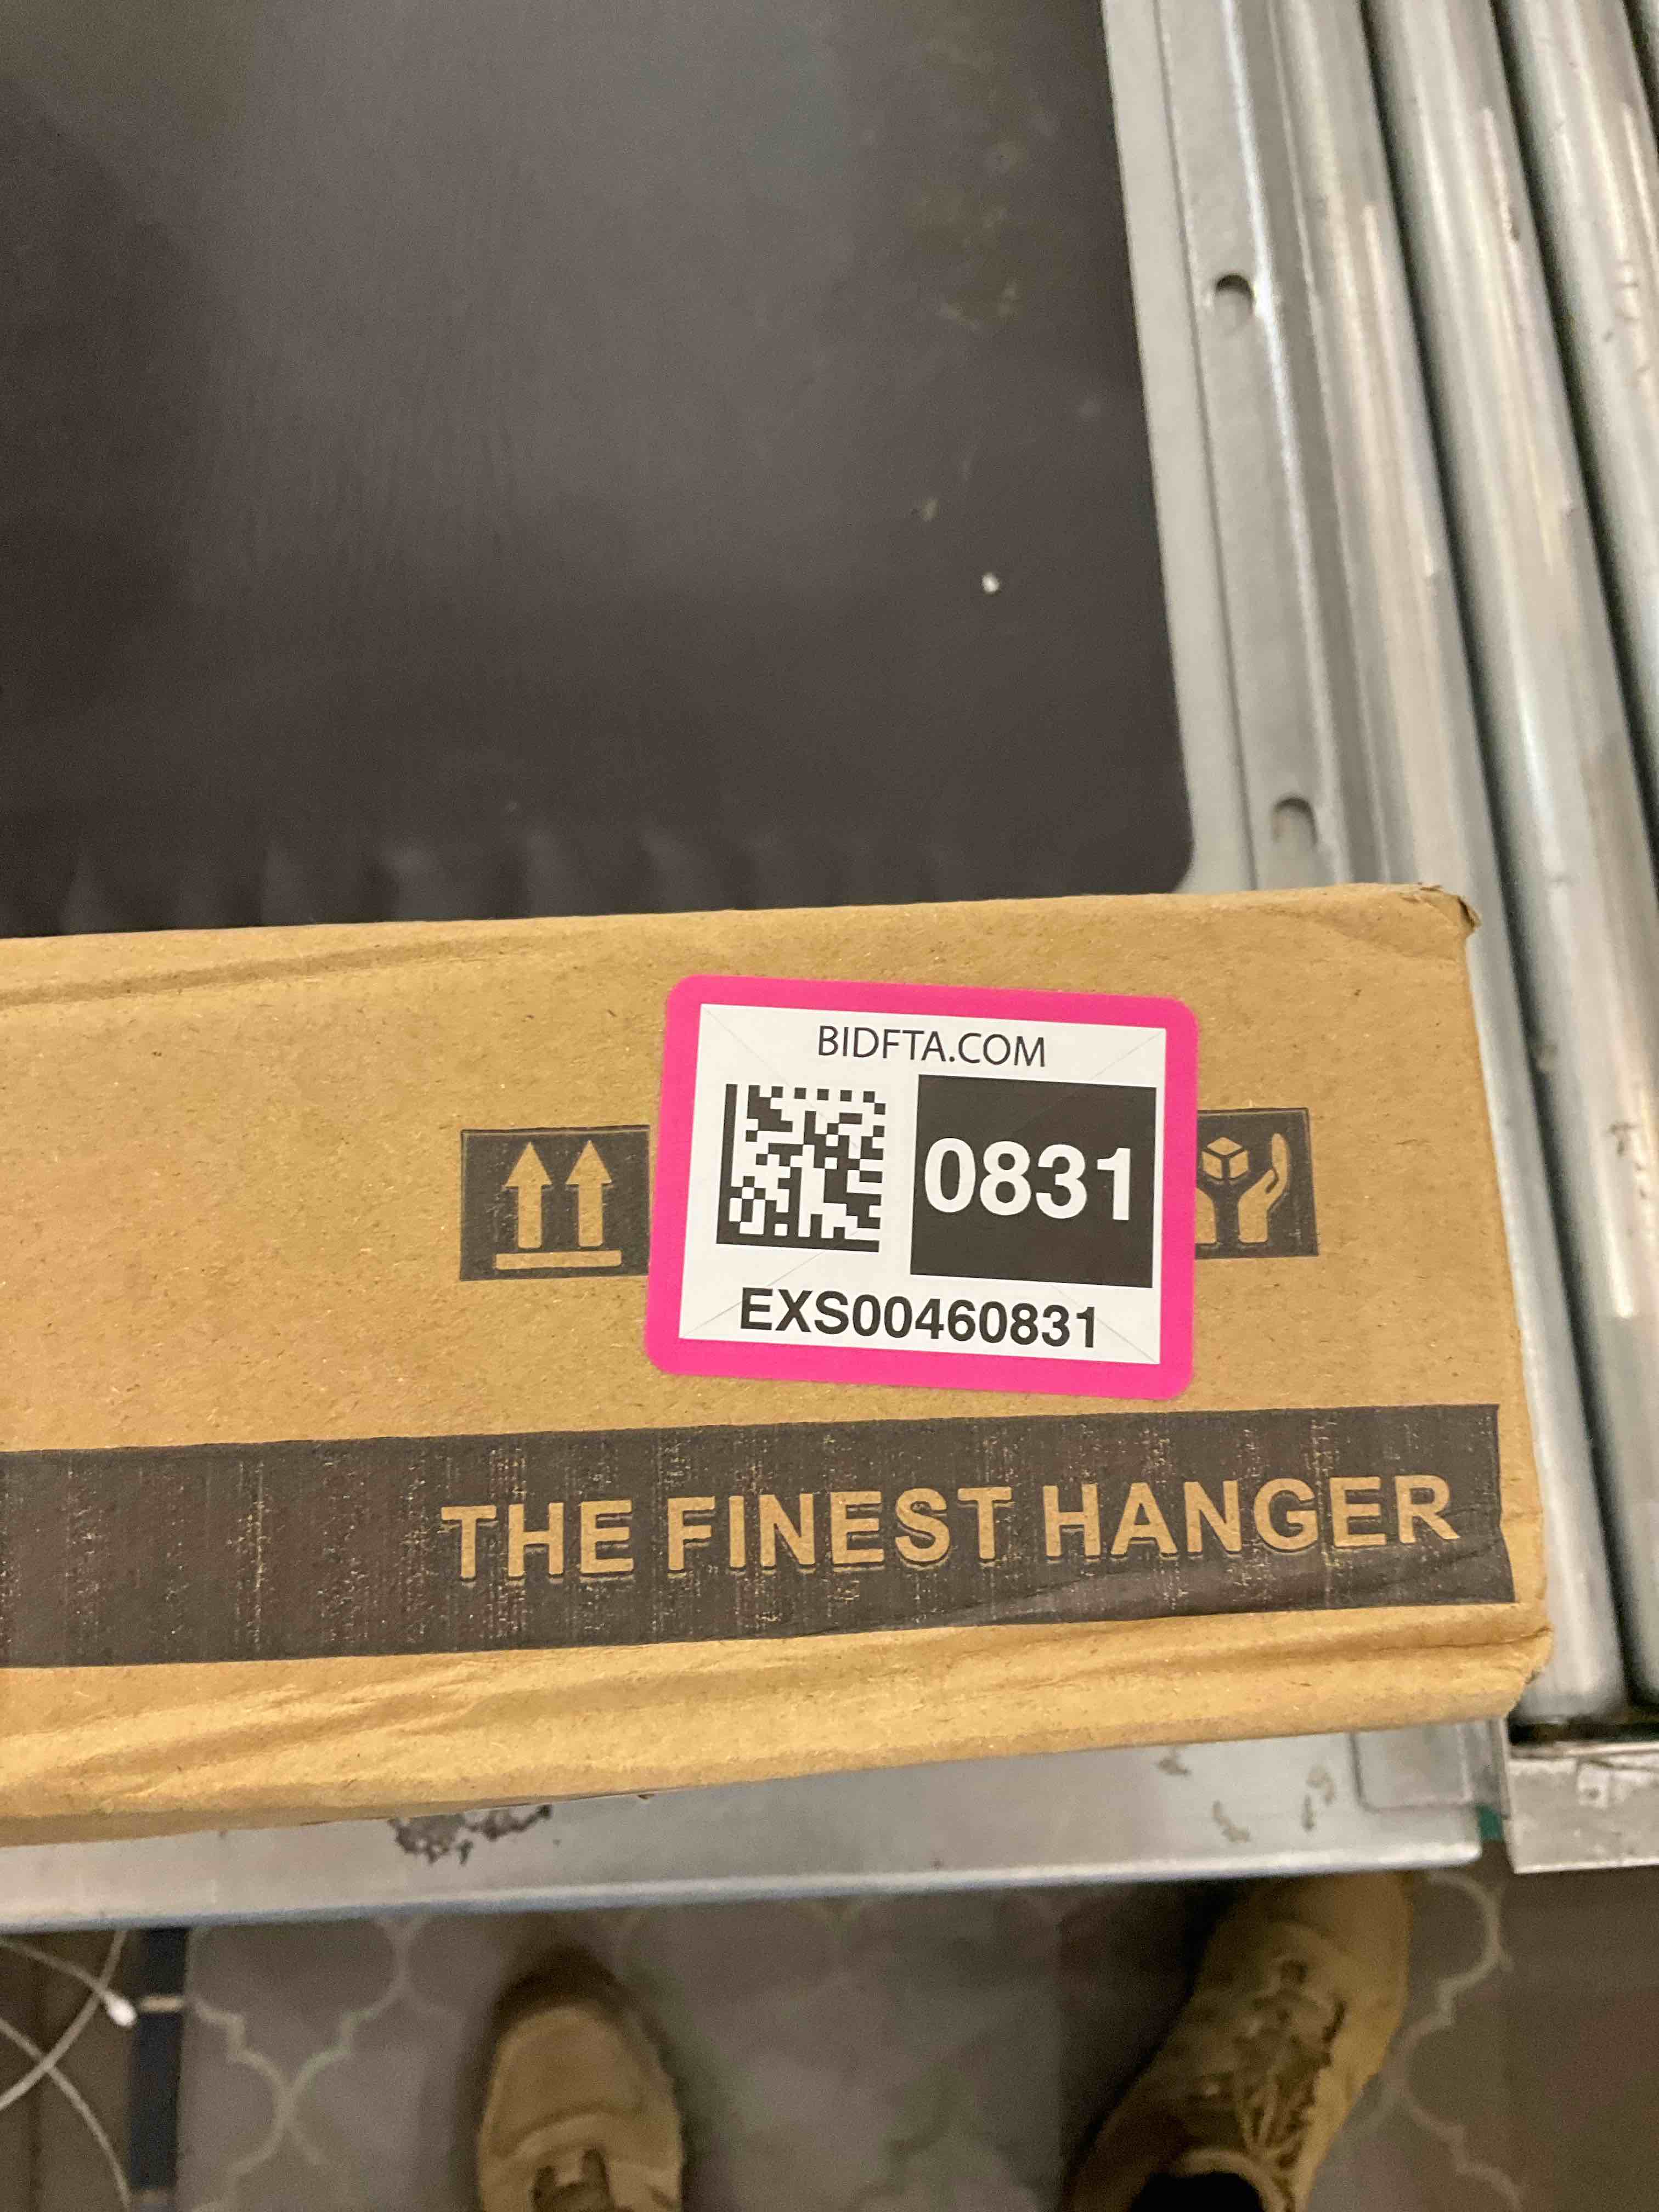 BIDFTA.COM
0831
EXS00460831
THE FINEST HANGER